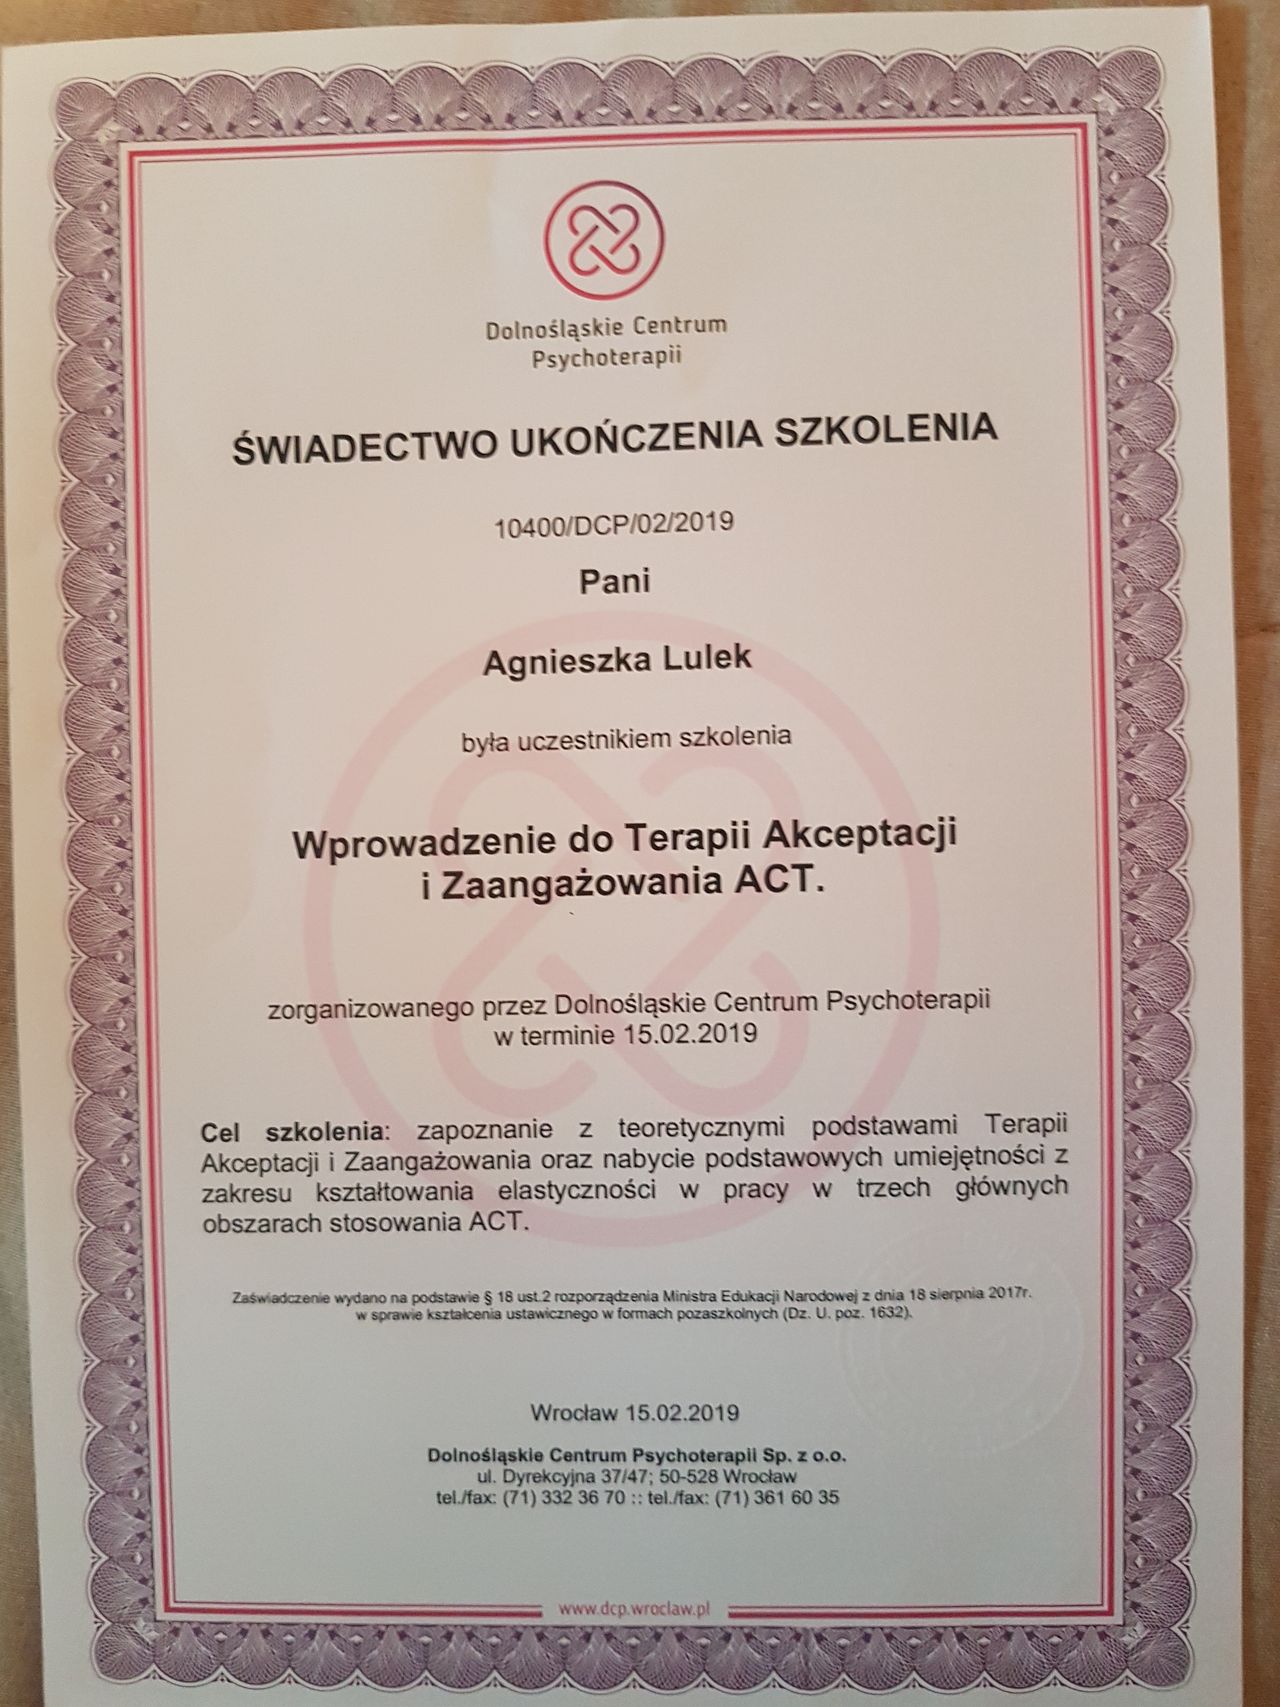 Dolnośląskie Centrum
Psychoterapii
ŚWIADECTWO UKOŃCZENIA SZKOLENIA
10400/DCP/02/2019
Pani
Agnieszka Lulek
była uczestnikiem szkolenia
Wprowadzenie do Terapii Akceptacji
i Zaangażowania ACT.
zorganizowanego przez Dolnośląskie Centrum Psychoterapii
w terminie 15.02.2019
Cel szkolenia: zapoznanie z teoretycznymi podstawami Terapii
Akceptacji i Zaangażowania oraz nabycie podstawowych umiejętności z
zakresu kształtowania elastyczności w pracy w trzech głównych
obszarach stosowania ACT.
Zaświadczenie wydano na podstawie § 18 ust.2 rozporządzenia Ministra Edukacji Narodowej z dnia 18 sierpnia 2017r.
w sprawie kształcenia ustawicznego w formach pozaszkolnych (Dz. U. poz. 1632).
Wrocław 15.02.2019
Dolnośląskie Centrum Psychoterapii Sp. z o.o.
ul. Dyrekcyjna 37/47; 50-528 Wrocław
tel./fax: (71) 332 36 70 :: tel./fax: (71) 361 60 35
www.dcp.wroclaw.pl